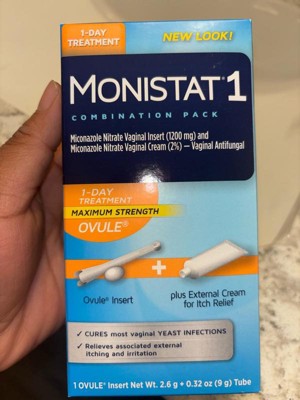 1-DAY
TREATMENT
NEW LOOK!
MONISTAT® 1
COMBINATION PACK
Miconazole Nitrate Vaginal Insert (1200 mg) and
Miconazole Nitrate Vaginal Cream (2%) – Vaginal Antifungal
1-DAY
TREATMENT
MAXIMUM STRENGTH
OVULE®
+
Ovule® Insert
plus External Cream
for Itch Relief
✓ CURES most vaginal YEAST INFECTIONS
✓ Relieves associated external
itching and irritation
1 OVULE® Insert Net Wt. 2.6 g + 0.32 oz (9 g) Tube